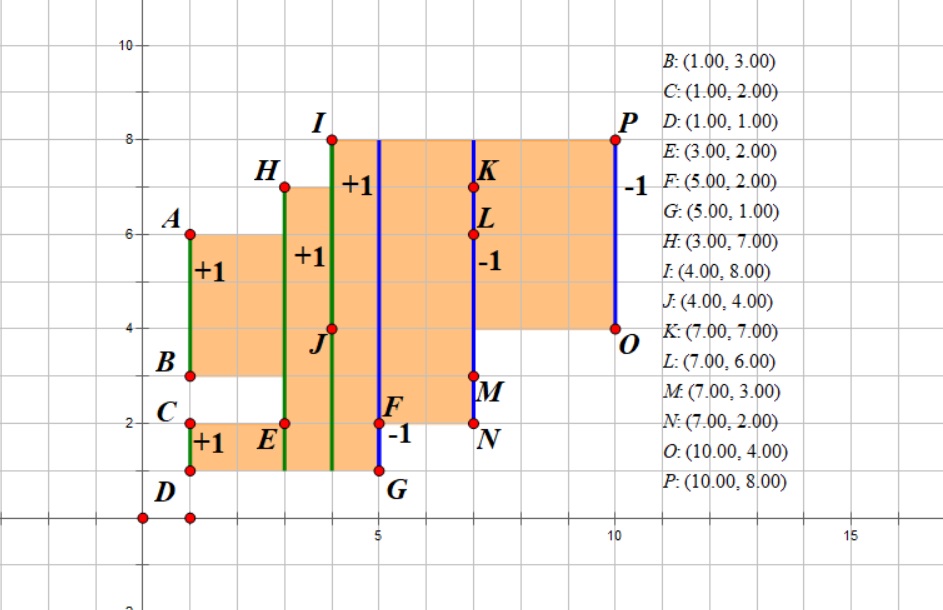 10
8
6
4
2
5
10
15
I
P
H
K
+1
-1
A
L
+1
+1
-1
J
O
B
M
C
F
+1
E
-1
N
D
G
B: (1.00, 3.00)
C: (1.00, 2.00)
D: (1.00, 1.00)
E: (3.00, 2.00)
F: (5.00, 2.00)
G: (5.00, 1.00)
H: (3.00, 7.00)
I: (4.00, 8.00)
J: (4.00, 4.00)
K: (7.00, 7.00)
L: (7.00, 6.00)
M: (7.00, 3.00)
N: (7.00, 2.00)
O: (10.00, 4.00)
P: (10.00, 8.00)